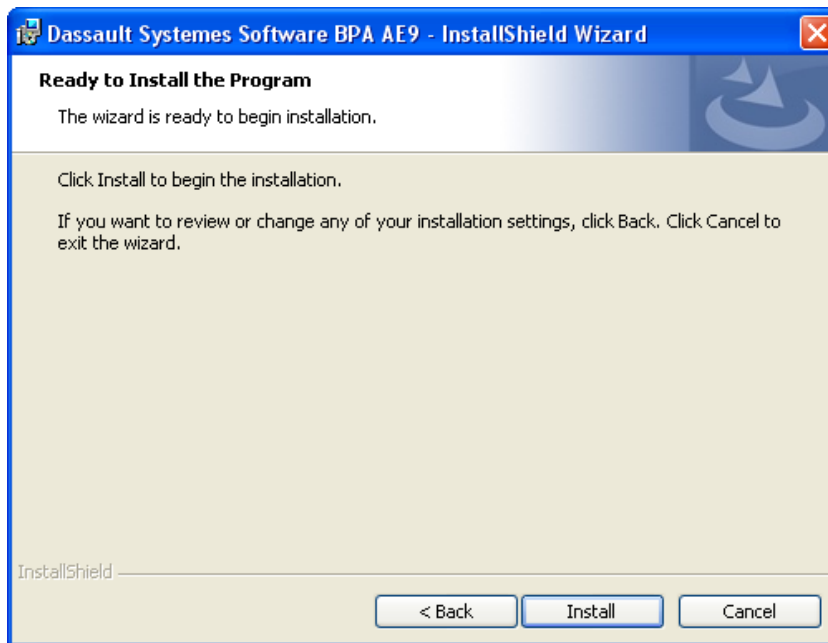 Dassault Systemes Software BPA AE9 - InstallShield Wizard
Ready to Install the Program
The wizard is ready to begin installation.
Click Install to begin the installation.
If you want to review or change any of your installation settings, click Back. Click Cancel to
exit the wizard.
InstallShield
< Back
Install
Cancel